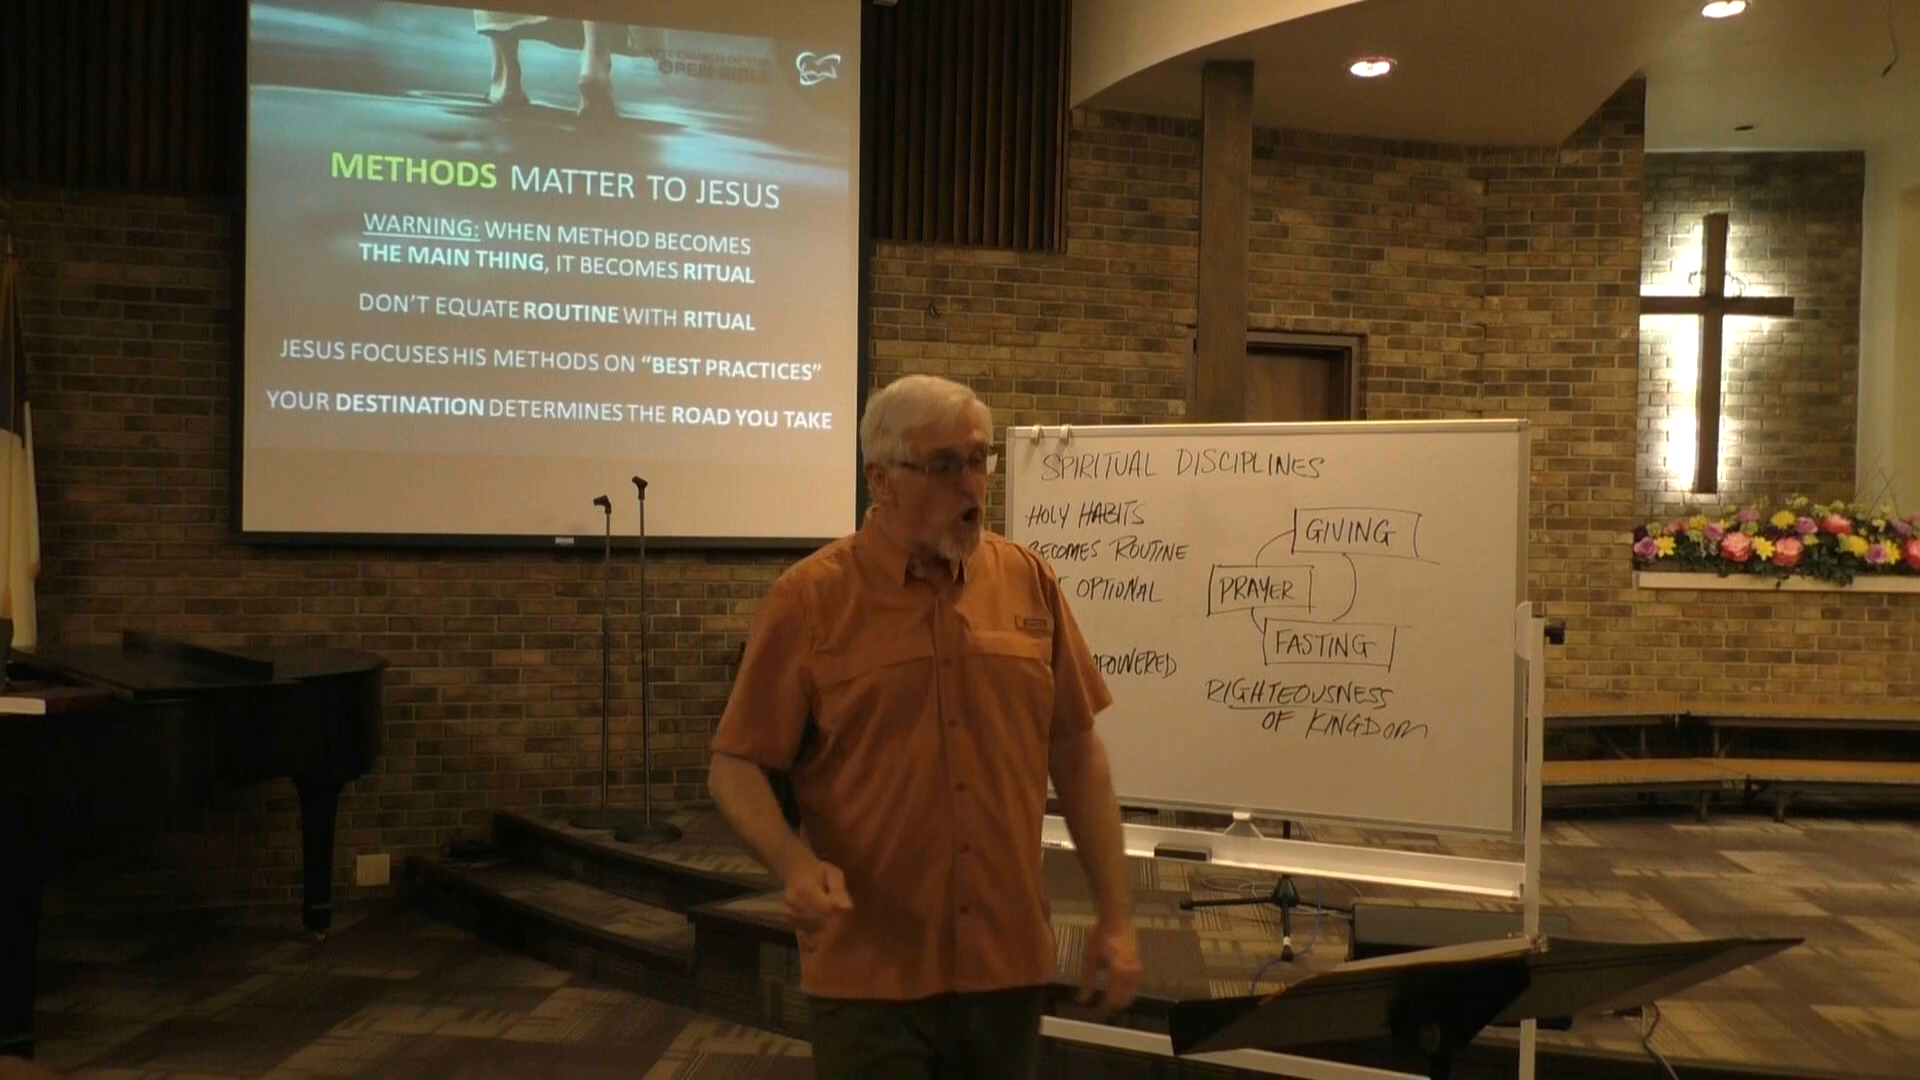 OPEN BIBLE
METHODS MATTER TO JESUS
WARNING: WHEN METHOD BECOMES
THE MAIN THING, IT BECOMES RITUAL
DON'T EQUATE ROUTINE WITH RITUAL
JESUS FOCUSES HIS METHODS ON “BEST PRACTICES”
YOUR DESTINATION DETERMINES THE ROAD YOU TAKE
SPIRITUAL DISCIPLINES
HOLY HABITS
BECOMES ROUTINE
OPTIONAL
GIVING
PRAYER
FASTING
RIGHTEOUSNESS
OF KINGDOM